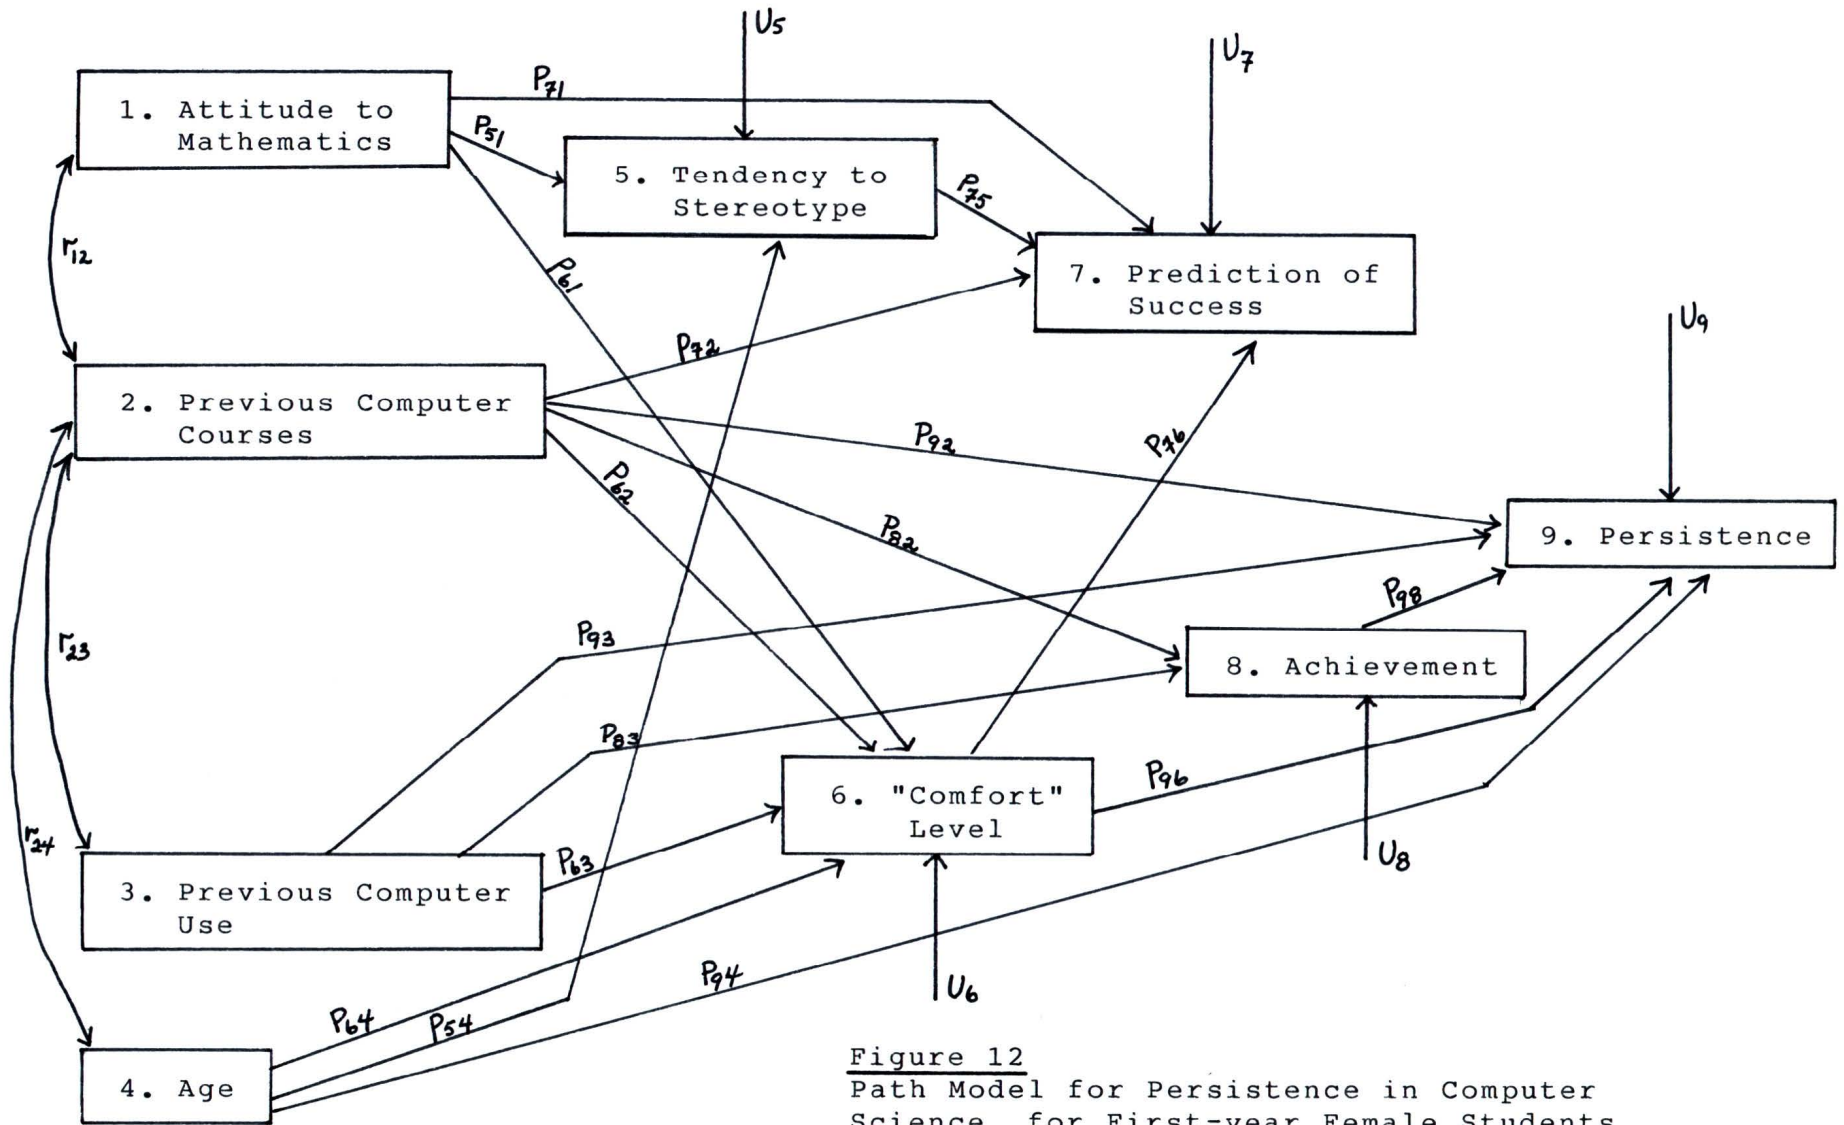 U5
U7
P71
1. Attitude to
Mathematics
P51
5. Tendency to
Stereotype
P75
r12
P61
7. Prediction of
Success
U9
P72
2. Previous Computer
Courses
P92
P76
P62
P82
9. Persistence
P98
r23
P93
8. Achievement
P83
P96
6. "Comfort"
Level
r24
U8
P63
3. Previous Computer
Use
P94
U6
P64
P54
4. Age
Figure 12
Path Model for Persistence in Computer
Science, for First-year Female Students